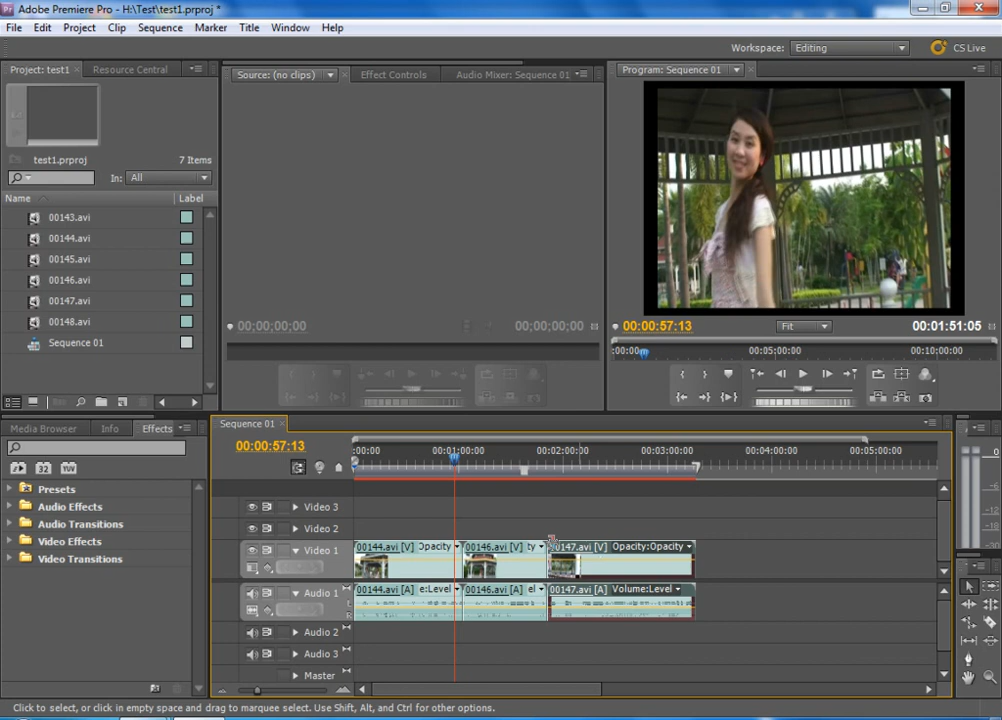 Adobe Premiere Pro - H:\Test\test1.prproj *
File Edit Project Clip Sequence Marker Title Window Help
Workspace: Editing CS Live
Project: test1 Resource Central
Source: (no clips) Effect Controls Audio Mixer: Sequence 01
Program: Sequence 01
test1.prproj 7 Items
In: All
Name Label
00143.avi
00144.avi
00145.avi
00146.avi
00147.avi
00148.avi
Sequence 01
00;00;00;00 00;00;00;00
00:00:57:13 Fit 00:01:51:05
:00:00 00:05:00:00 00:10:00:00
Media Browser Info Effects
32 YUV
Presets
Audio Effects
Audio Transitions
Video Effects
Video Transitions
Sequence 01
00:00:57:13
:00:00 00:01:00:00 00:02:00:00 00:03:00:00 00:04:00:00 00:05:00:00
Video 3
Video 2
Video 1 00144.avi [V] Opacity 00146.avi [V] ty 00147.avi [V] Opacity:Opacity
Audio 1 00144.avi [A] e:Level 00146.avi [A] el 00147.avi [A] Volume:Level
Audio 2
Audio 3
Master
0
-6
Click to select, or click in empty space and drag to marquee select. Use Shift, Alt, and Ctrl for other options.